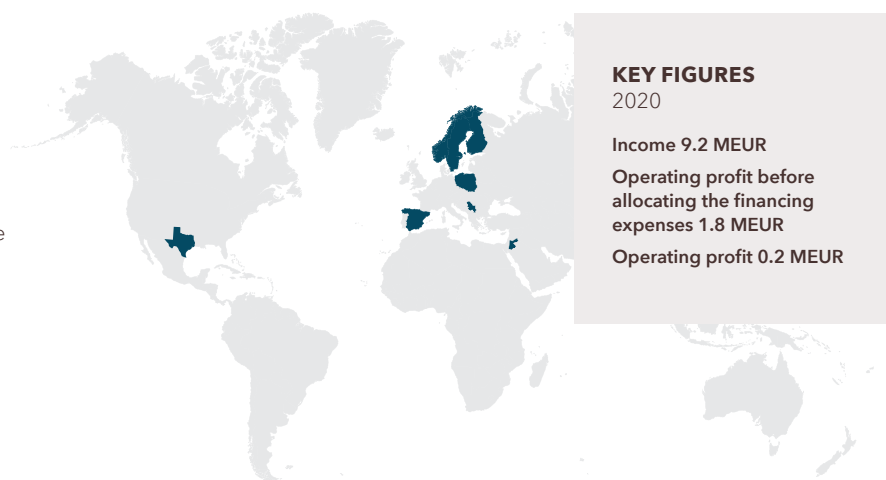 e
KEY FIGURES
2020
Income 9.2 MEUR
Operating profit before
allocating the financing
expenses 1.8 MEUR
Operating profit 0.2 MEUR